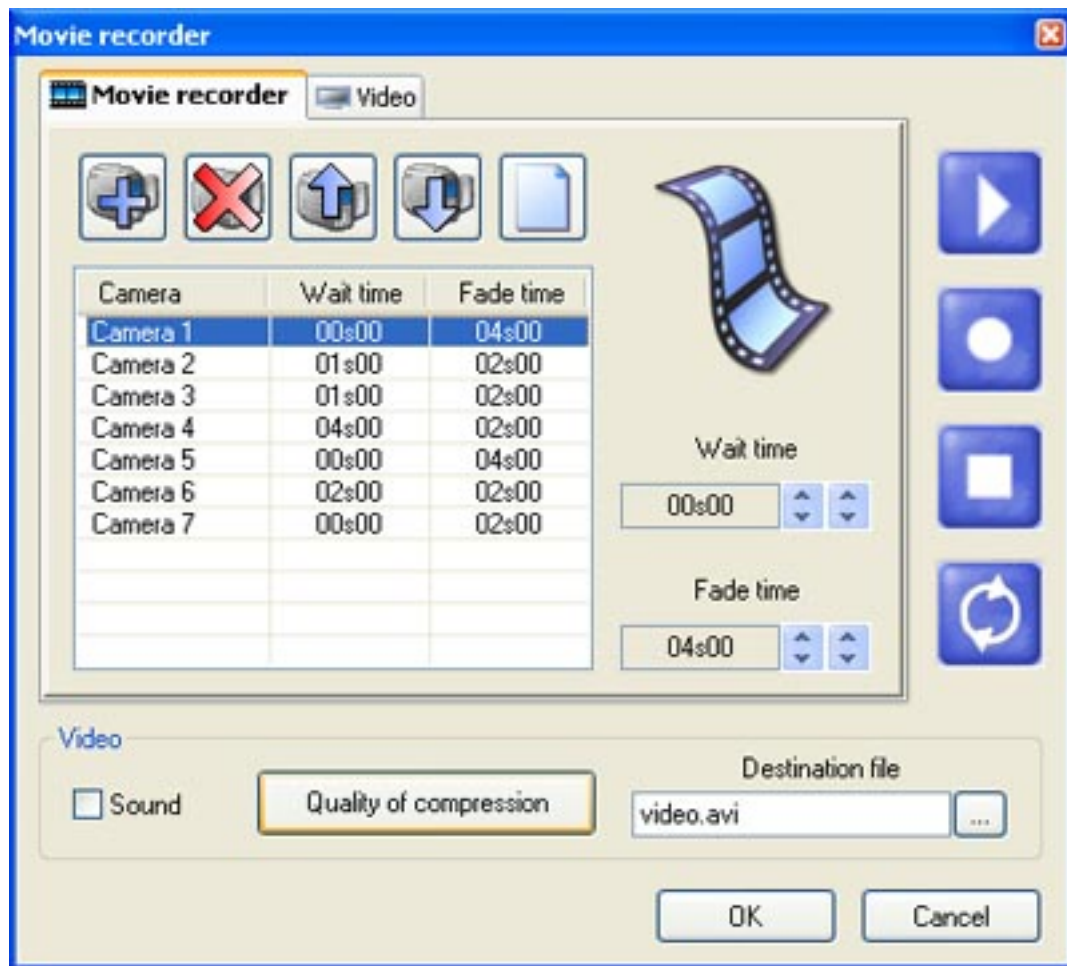 Movie recorder
Movie recorder Video
Camera Wait time Fade time
Camera 1 00s00 04s00
Camera 2 01s00 02s00
Camera 3 01s00 02s00
Camera 4 04s00 02s00
Camera 5 00s00 04s00
Camera 6 02s00 02s00
Camera 7 00s00 02s00
Wait time
00s00
Fade time
04s00
Video
Sound
Quality of compression
Destination file
video.avi
...
OK
Cancel